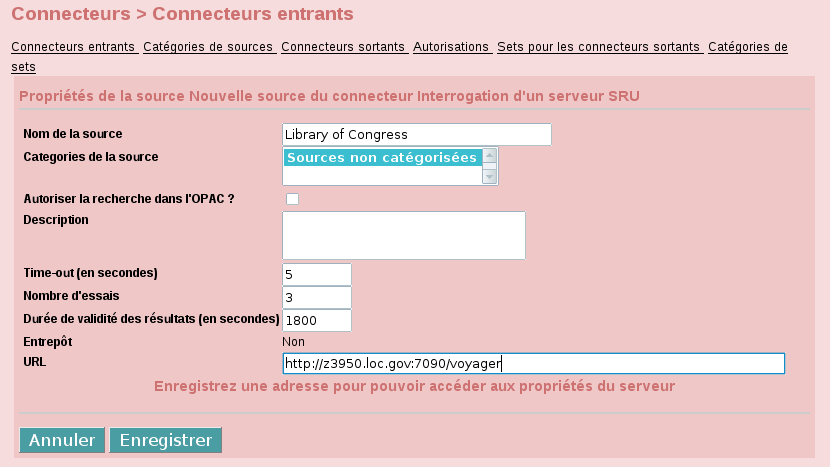 Connecteurs > Connecteurs entrants
Connecteurs entrants Catégories de sources Connecteurs sortants Autorisations Sets pour les connecteurs sortants Catégories de
sets
Propriétés de la source Nouvelle source du connecteur Interrogation d'un serveur SRU
Nom de la source Library of Congress
Categories de la source Sources non catégorisées
Autoriser la recherche dans l'OPAC ?
Description
Time-out (en secondes) 5
Nombre d'essais 3
Durée de validité des résultats (en secondes) 1800
Entrepôt Non
URL http://z3950.loc.gov:7090/voyager
Enregistrez une adresse pour pouvoir accéder aux propriétés du serveur
Annuler Enregistrer